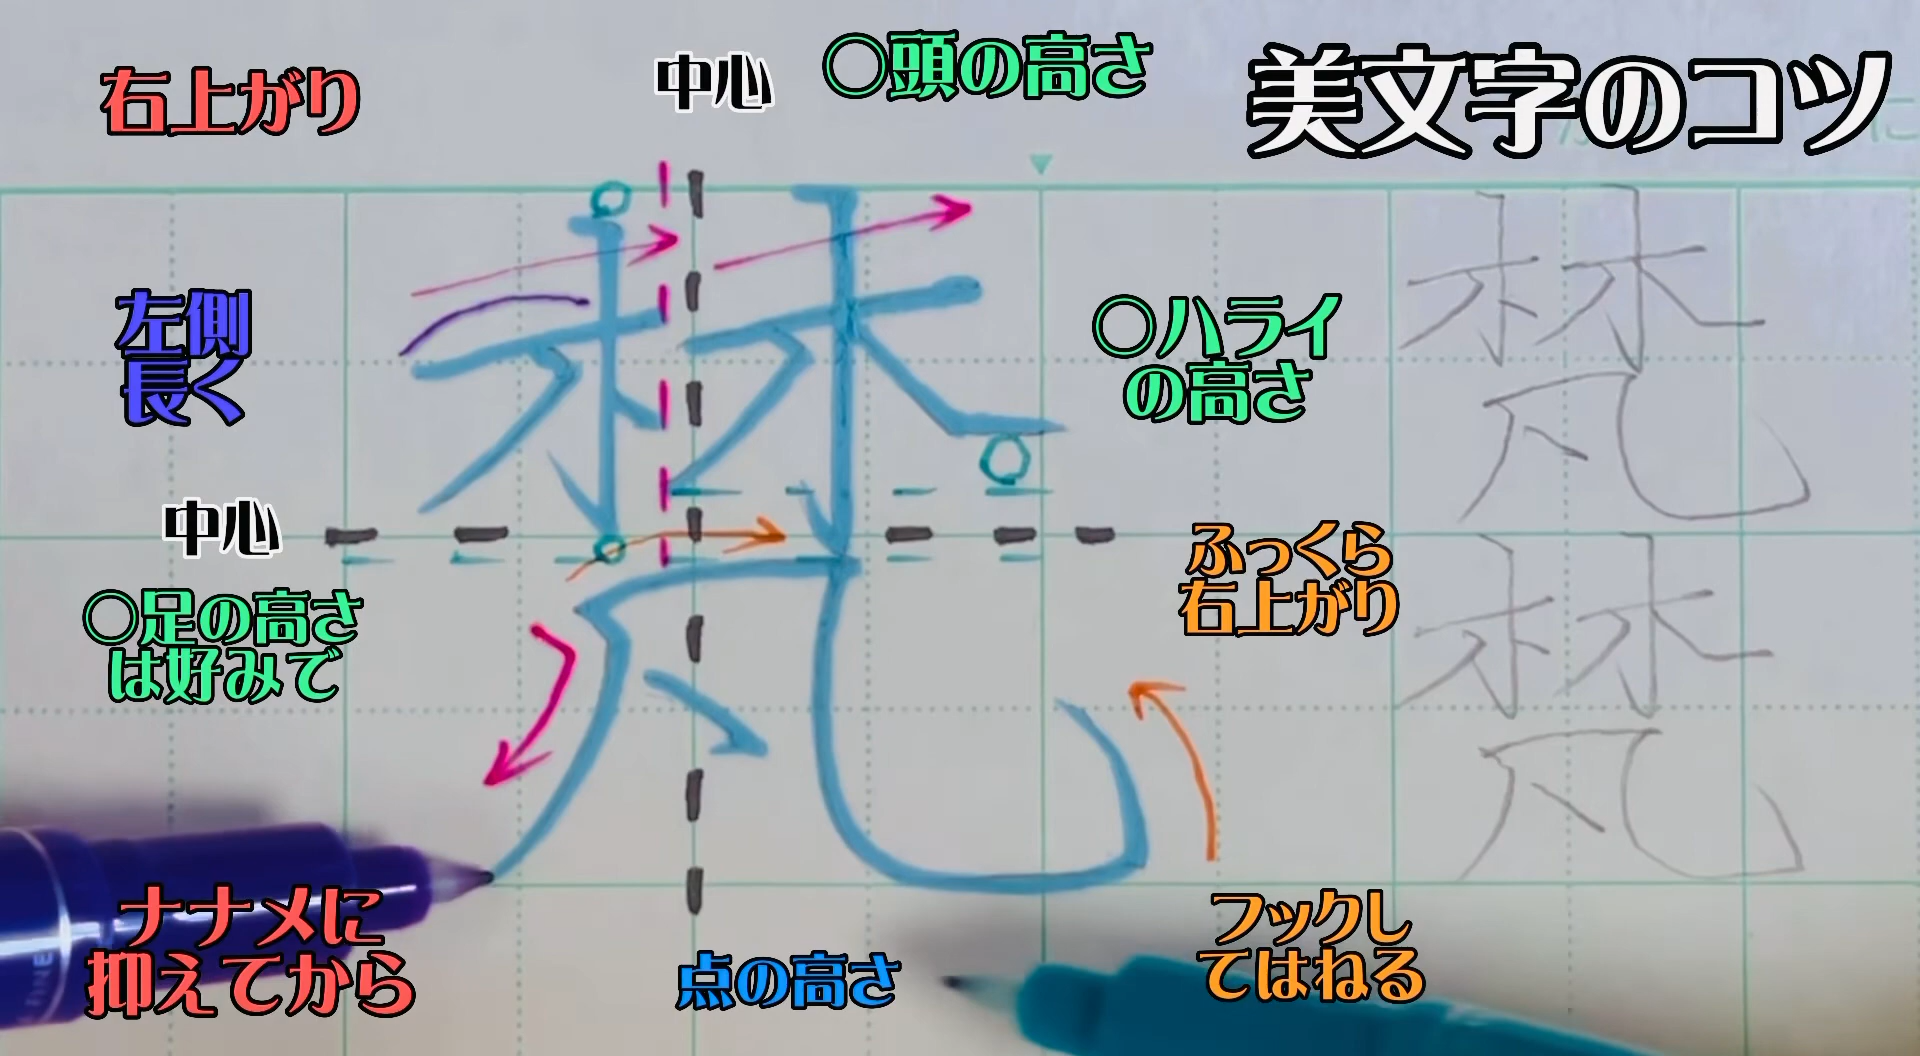 美文字のコツ
右上がり
中心
○頭の高さ
左側
長く
○ハライ
の高さ
中心
○足の高さ
は好みで
ふっくら
右上がり
梵
梵
梵
ナナメに
抑えてから
点の高さ
フックし
てはねる